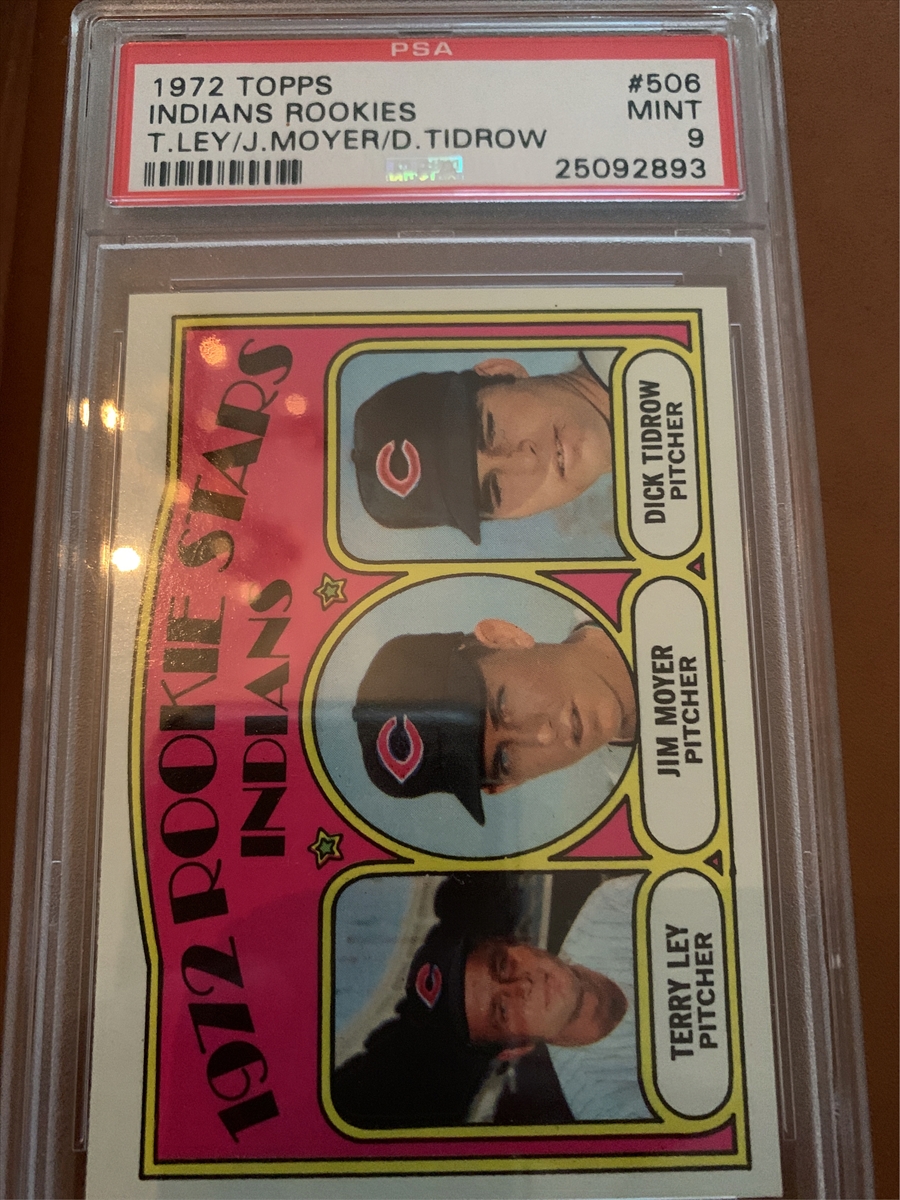 PSA
1972 TOPPS #506
INDIANS ROOKIES MINT
T.LEY/J.MOYER/D.TIDROW 9
25092893
1972 ROOKIE STARS
INDIANS
C
C
C
TERRY LEY
PITCHER
JIM MOYER
PITCHER
DICK TIDROW
PITCHER